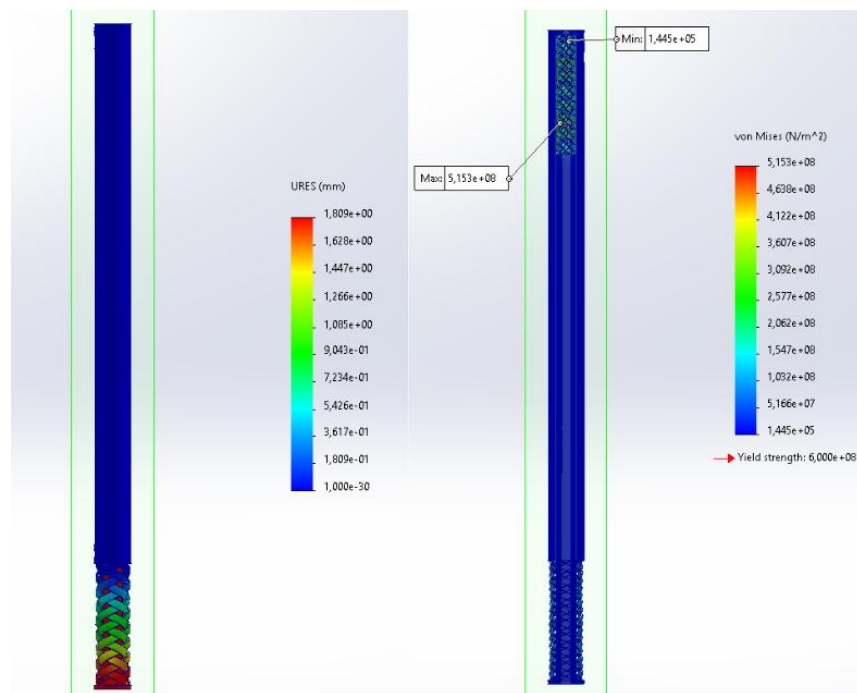 URES (mm)
1,809e+00
1,628e+00
1,447e+00
1,266e+00
1,085e+00
9,043e-01
7,234e-01
5,426e-01
3,617e-01
1,809e-01
1,000e-30
Min: 1,445e+05
Max: 5,153e+08
von Mises (N/m^2)
5,153e+08
4,638e+08
4,122e+08
3,607e+08
3,092e+08
2,577e+08
2,062e+08
1,547e+08
1,032e+08
5,166e+07
1,445e+05
Yield strength: 6,000e+08